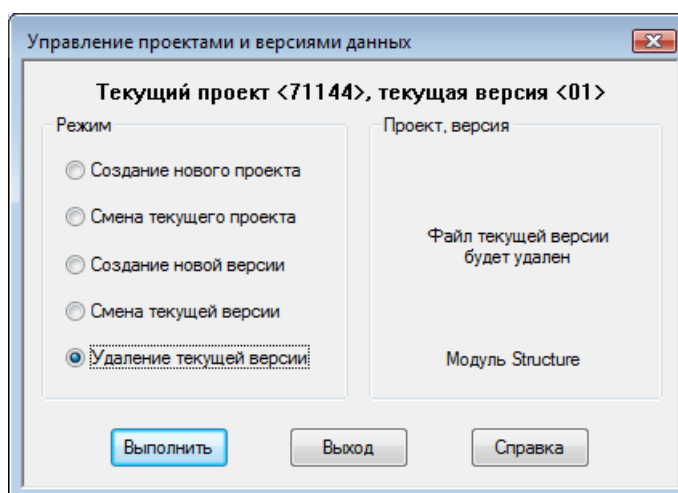 Управление проектами и версиями данных
Текущий проект <71144>, текущая версия <01>
Режим
Создание нового проекта
Смена текущего проекта
Создание новой версии
Смена текущей версии
Удаление текущей версии
Проект, версия
Файл текущей версии
будет удален
Модуль Structure
Выполнить
Выход
Справка